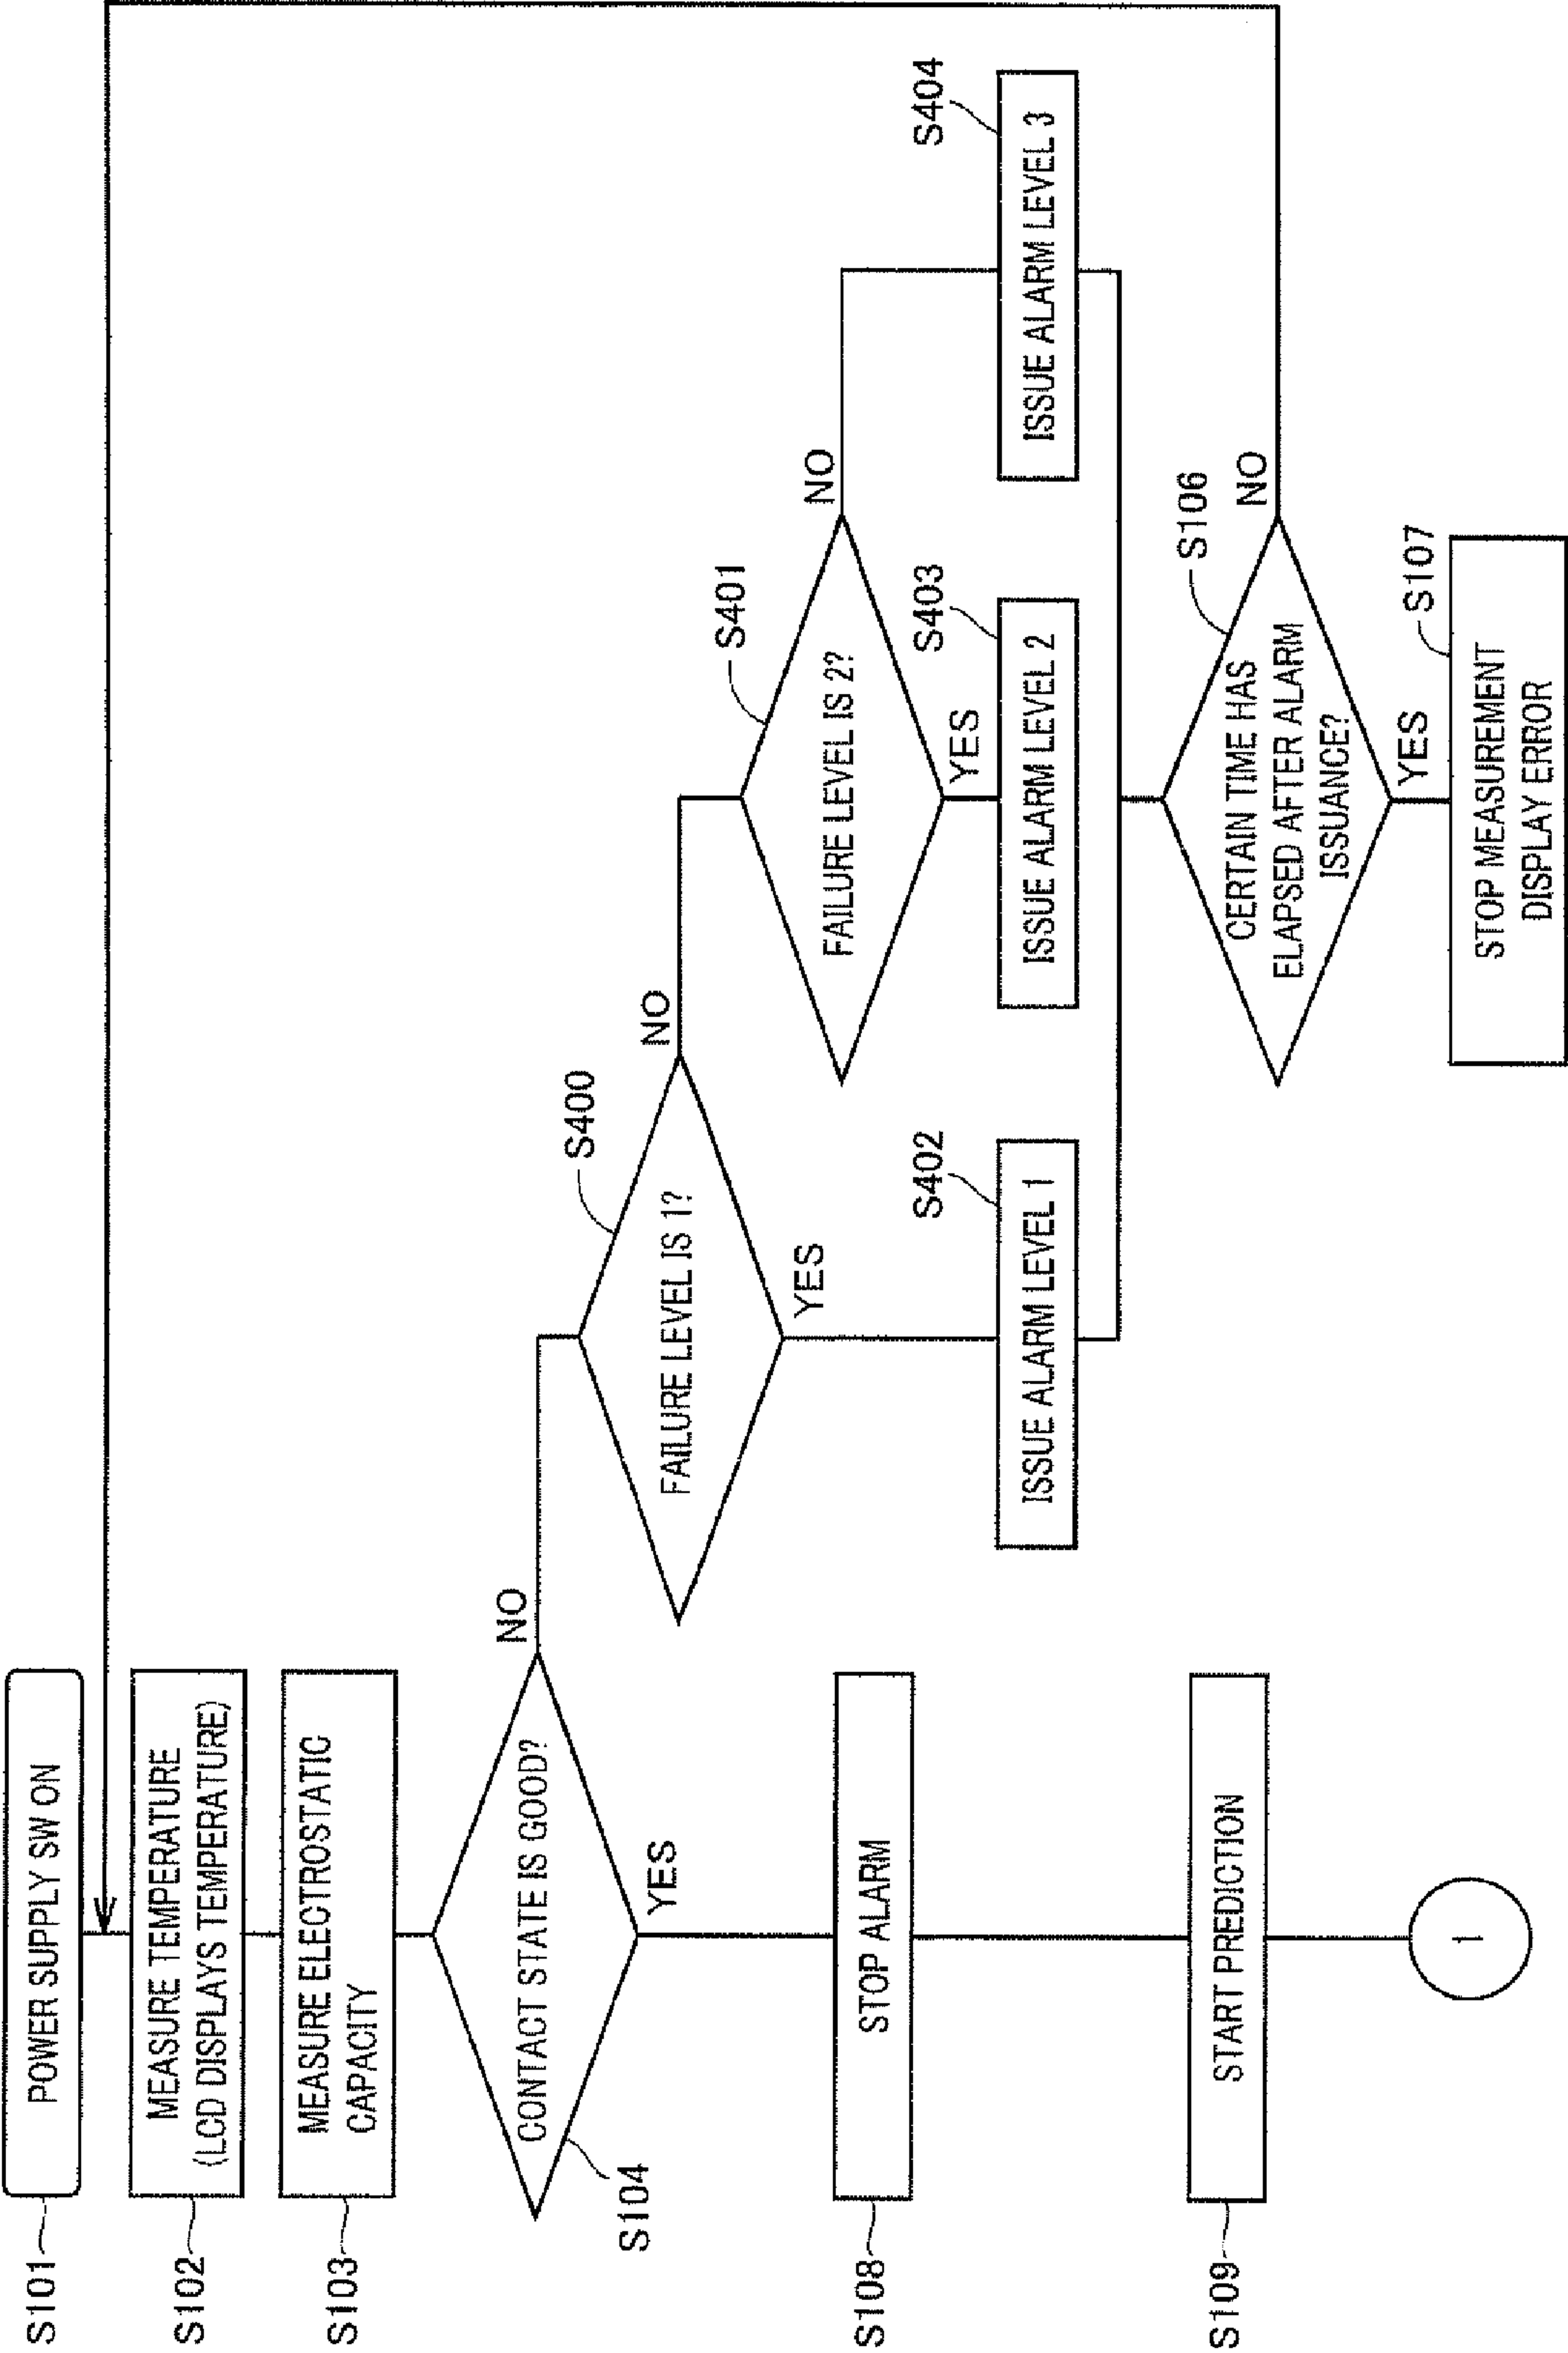 S101
POWER SUPPLY SW ON
S102
MEASURE TEMPERATURE
(LCD DISPLAYS TEMPERATURE)
S103
MEASURE ELECTROSTATIC
CAPACITY
S104
CONTACT STATE IS GOOD?
NO
YES
S400
FAILURE LEVEL IS 1?
NO
YES
S401
FAILURE LEVEL IS 2?
NO
YES
S402
ISSUE ALARM LEVEL 1
S403
ISSUE ALARM LEVEL 2
S404
ISSUE ALARM LEVEL 3
S108
STOP ALARM
S106
CERTAIN TIME HAS
ELAPSED AFTER ALARM
ISSUANCE?
NO
YES
S109
START PREDICTION
S107
STOP MEASUREMENT
DISPLAY ERROR
1